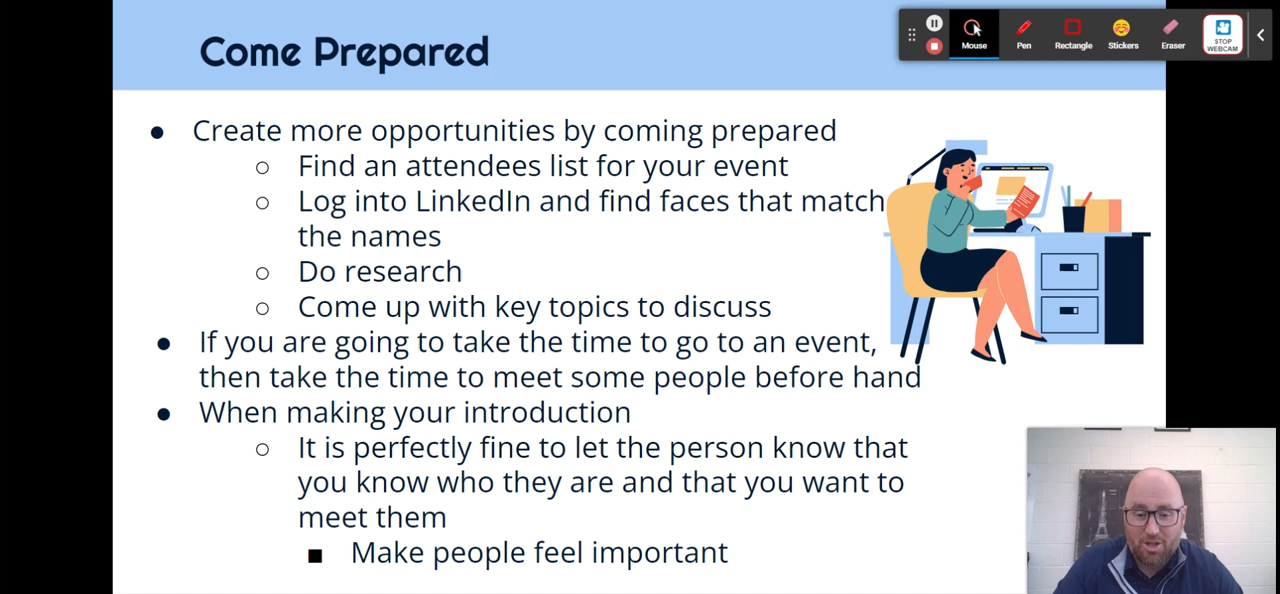 Come Prepared
Mouse
Pen
Rectangle
Stickers
Eraser
STOP
WEBCAM
● Create more opportunities by coming prepared
○ Find an attendees list for your event
○ Log into LinkedIn and find faces that match
the names
○ Do research
○ Come up with key topics to discuss
● If you are going to take the time to go to an event,
then take the time to meet some people before hand
● When making your introduction
○ It is perfectly fine to let the person know that
you know who they are and that you want to
meet them
■ Make people feel important